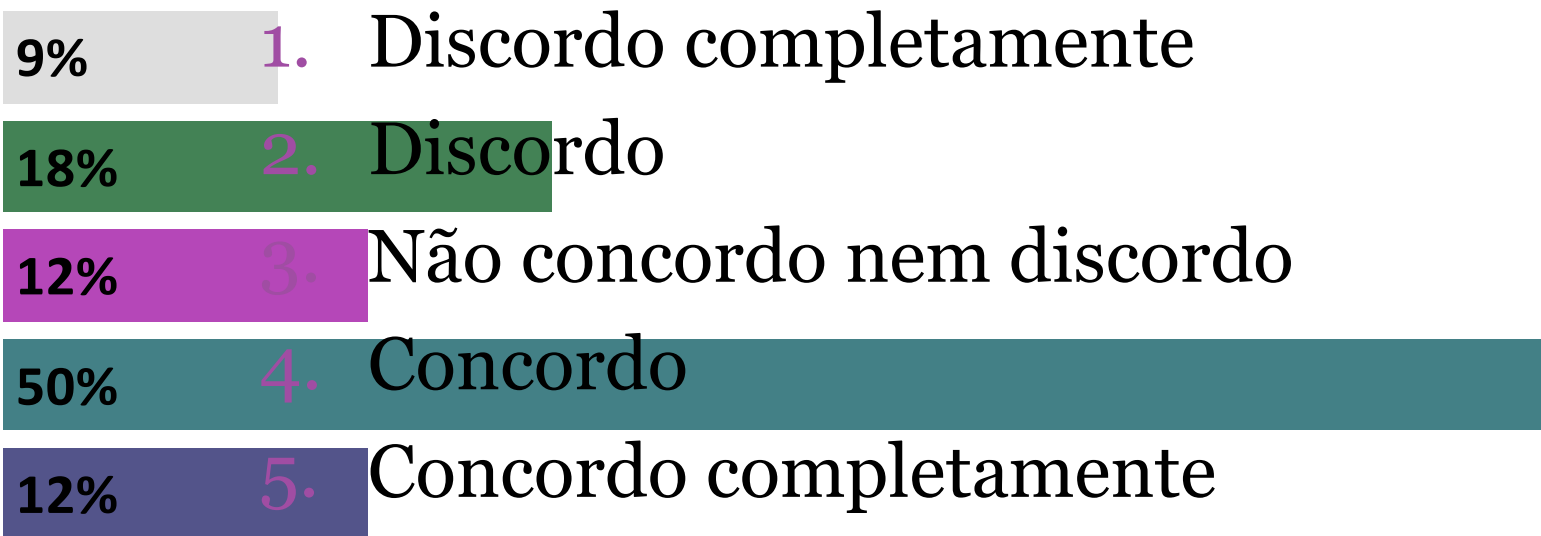 9% 1. Discordo completamente
18% 2. Discordo
12% 3. Não concordo nem discordo
50% 4. Concordo
12% 5. Concordo completamente